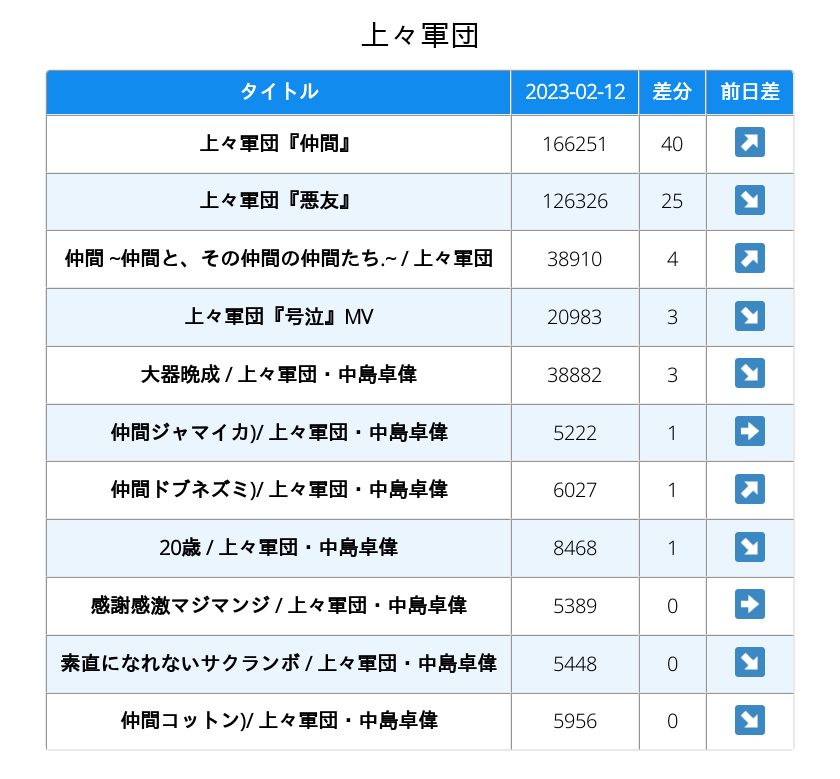 上々軍団
タイトル 2023-02-12 差分 前日差
上々軍団『仲間』 166251 40 ↗
上々軍団『悪友』 126326 25 ↘
仲間 ~仲間と、その仲間の仲間たち.~ / 上々軍団 38910 4 ↗
上々軍団『号泣』MV 20983 3 ↘
大器晩成 / 上々軍団・中島卓偉 38882 3 ↘
仲間ジャマイカ)/ 上々軍団・中島卓偉 5222 1 ➡
仲間ドブネズミ)/ 上々軍団・中島卓偉 6027 1 ↗
20歳 / 上々軍団・中島卓偉 8468 1 ↘
感謝感激マジマンジ / 上々軍団・中島卓偉 5389 0 ➡
素直になれないサクランボ / 上々軍団・中島卓偉 5448 0 ↘
仲間コットン)/ 上々軍団・中島卓偉 5956 0 ↘